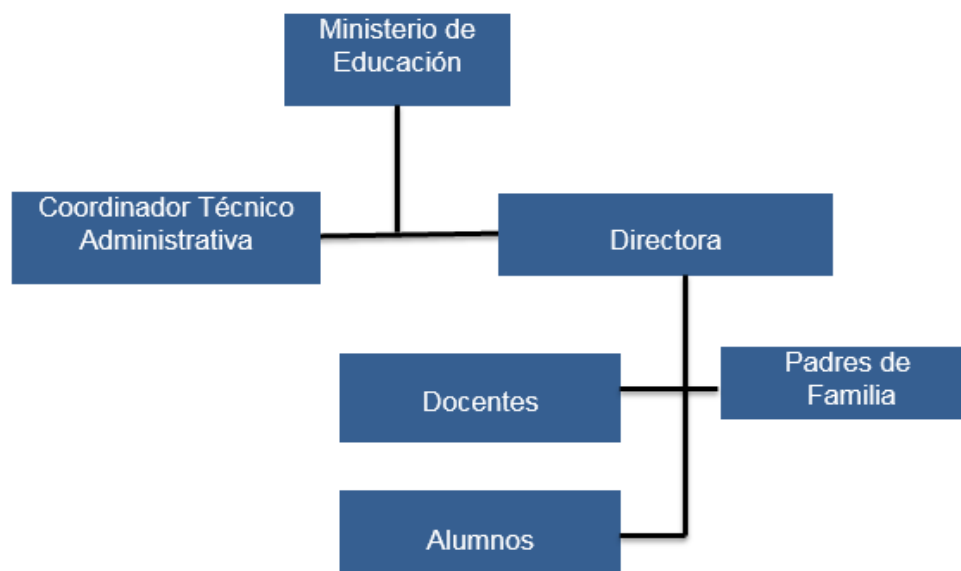 Ministerio de
Educación
Coordinador Técnico
Administrativa
Directora
Docentes
Padres de
Familia
Alumnos